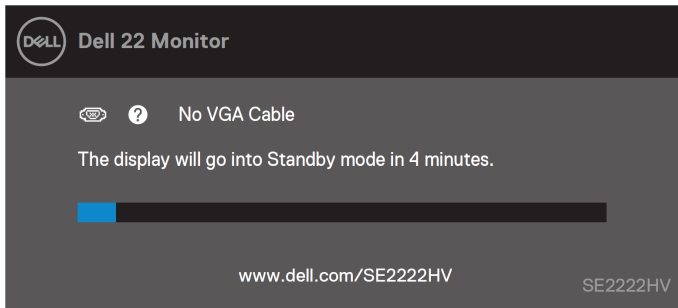 DELL
Dell 22 Monitor
? No VGA Cable
The display will go into Standby mode in 4 minutes.
www.dell.com/SE2222HV
SE2222HV